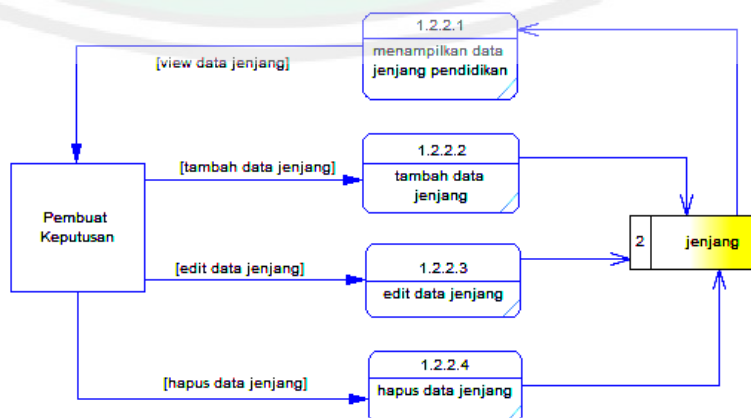 1.2.2.1
menampilkan data
jenjang pendidikan
[view data jenjang]
1.2.2.2
tambah data
jenjang
[tambah data jenjang]
Pembuat
Keputusan
2
jenjang
[edit data jenjang]
1.2.2.3
edit data jenjang
1.2.2.4
hapus data jenjang
[hapus data jenjang]